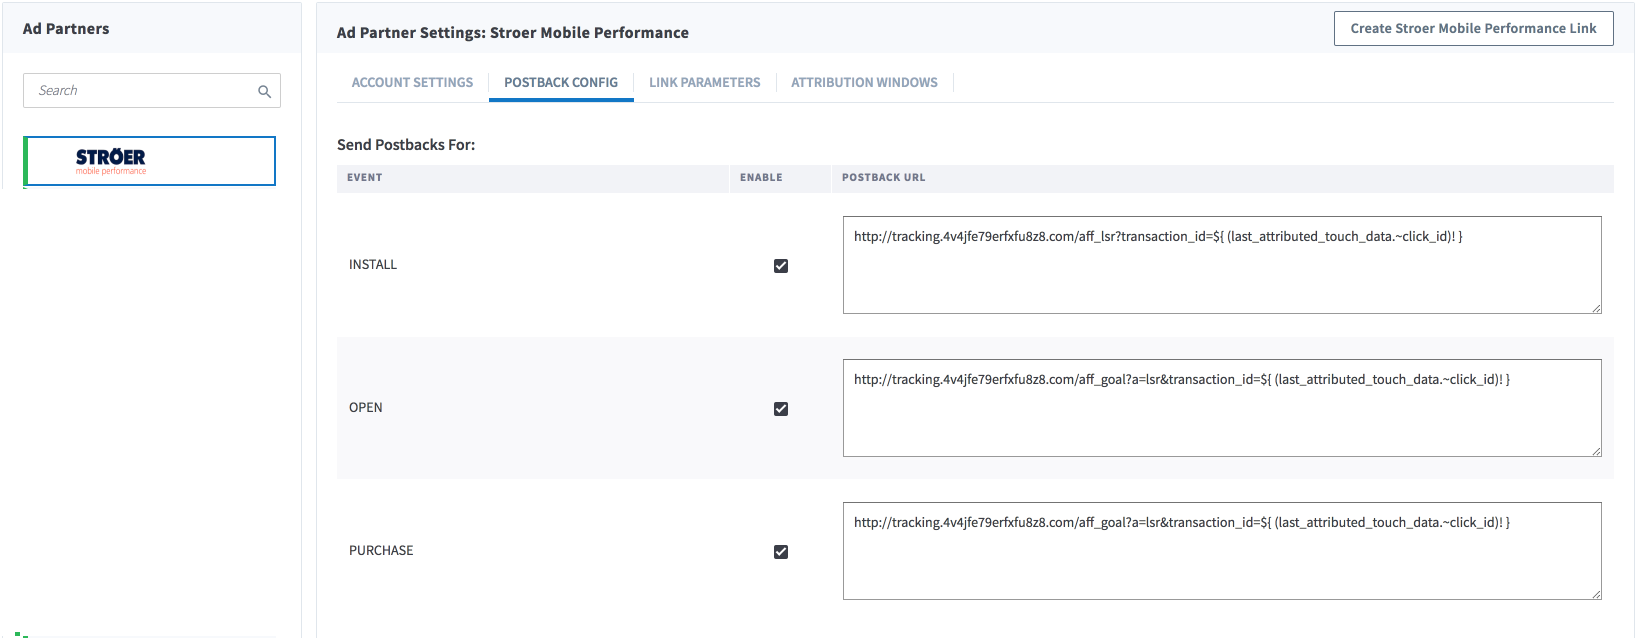 Ad Partners
Search
STRÖER
mobile performance
Ad Partner Settings: Stroer Mobile Performance
Create Stroer Mobile Performance Link
ACCOUNT SETTINGS
POSTBACK CONFIG
LINK PARAMETERS
ATTRIBUTION WINDOWS
Send Postbacks For:
EVENT
ENABLE
POSTBACK URL
INSTALL
http://tracking.4v4jfe79erfxfu8z8.com/aff_lsr?transaction_id=${ (last_attributed_touch_data.~click_id)! }
OPEN
http://tracking.4v4jfe79erfxfu8z8.com/aff_goal?a=lsr&transaction_id=${ (last_attributed_touch_data.~click_id)! }
PURCHASE
http://tracking.4v4jfe79erfxfu8z8.com/aff_goal?a=lsr&transaction_id=${ (last_attributed_touch_data.~click_id)! }